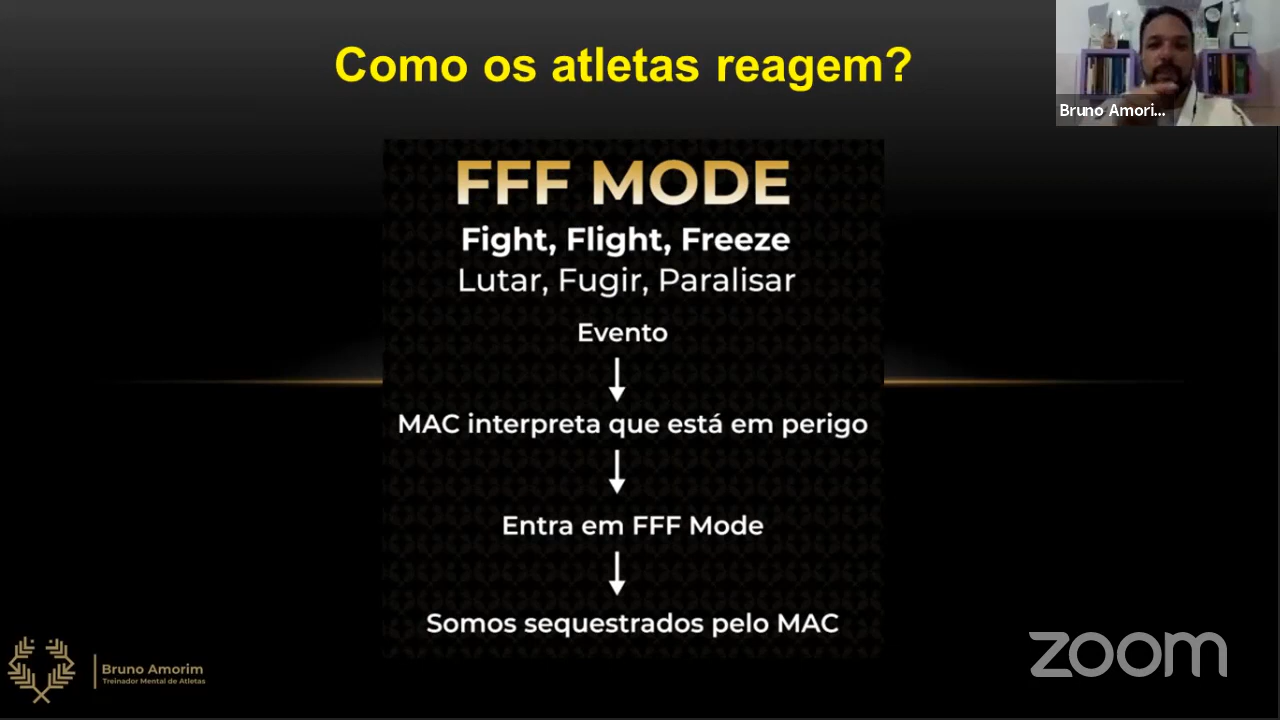 Como os atletas reagem?
Bruno Amori...
FFF MODE
Fight, Flight, Freeze
Lutar, Fugir, Paralisar
Evento
MAC interpreta que está em perigo
Entra em FFF Mode
Somos sequestrados pelo MAC
Bruno Amorim
Treinador Mental de Atletas
zoom